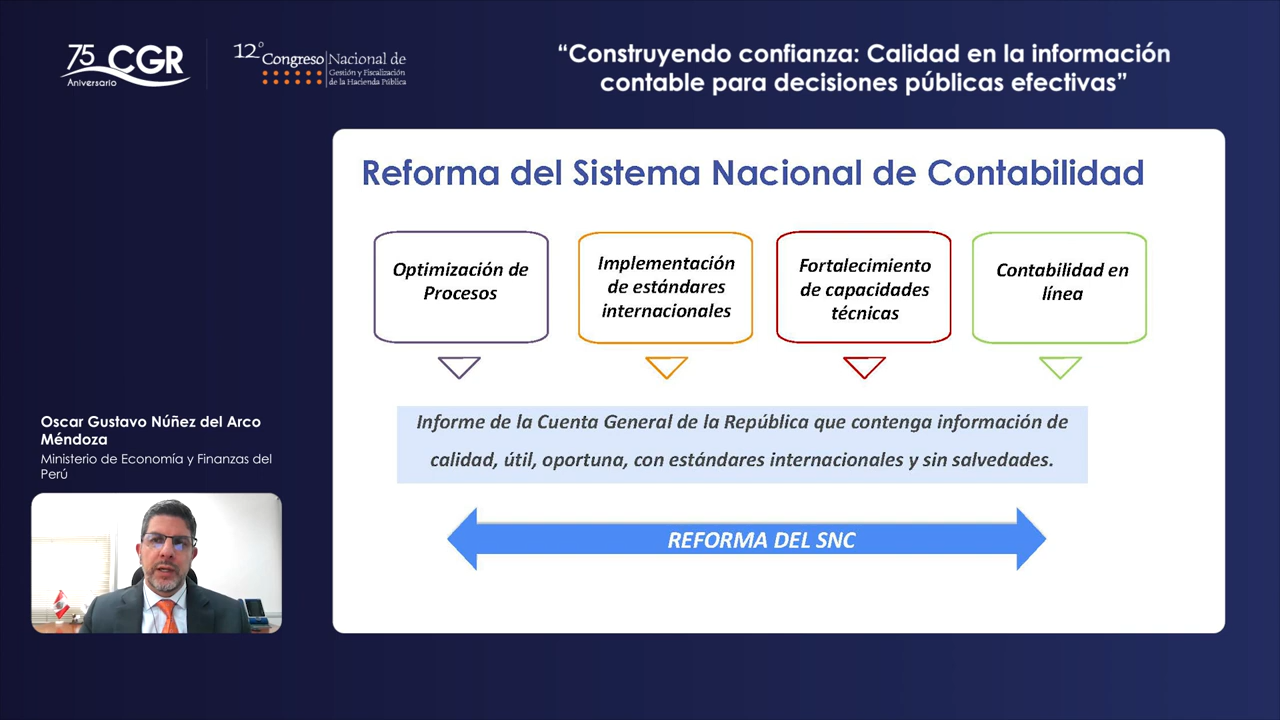 75 CGR
Aniversario
12° Congreso Nacional de
Gestión y Fiscalización
de la Hacienda Pública
“Construyendo confianza: Calidad en la información
contable para decisiones públicas efectivas”
Reforma del Sistema Nacional de Contabilidad
Optimización de
Procesos
Implementación
de estándares
internacionales
Fortalecimiento
de capacidades
técnicas
Contabilidad en
línea
Informe de la Cuenta General de la República que contenga información de
calidad, útil, oportuna, con estándares internacionales y sin salvedades.
REFORMA DEL SNC
Oscar Gustavo Núñez del Arco
Méndoza
Ministerio de Economía y Finanzas del
Perú